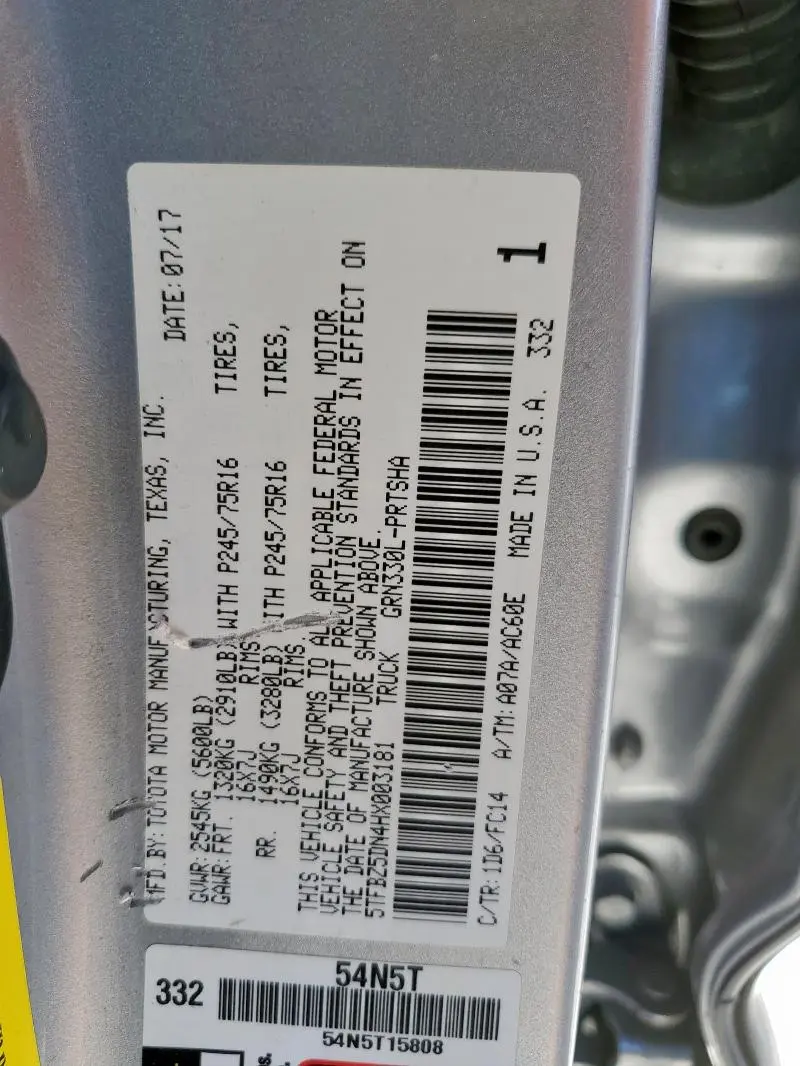 MFD.BY:TOYOTA MOTOR MANUFACTURING, TEXAS, INC.
DATE:07/17
GVWR:2545KG (5600LB)
GAWR:FRT. 1320KG (2910LB) WITH P245/75R16 TIRES,
16X7J RIMS
RR. 1490KG (3280LB) WITH P245/75R16 TIRES,
16X7J RIMS.
THIS VEHICLE CONFORMS TO ALL APPLICABLE FEDERAL MOTOR
VEHICLE SAFETY AND THEFT PREVENTION STANDARDS IN EFFECT ON
THE DATE OF MANUFACTURE SHOWN ABOVE.
5TFBZ5DN4HX003181 TRUCK GRN330L-PRTSHA
C/TR:1D6/FC14 A/TM:A07A/AC60E MADE IN U.S.A. 332
1
332
54N5T
54N5T15808